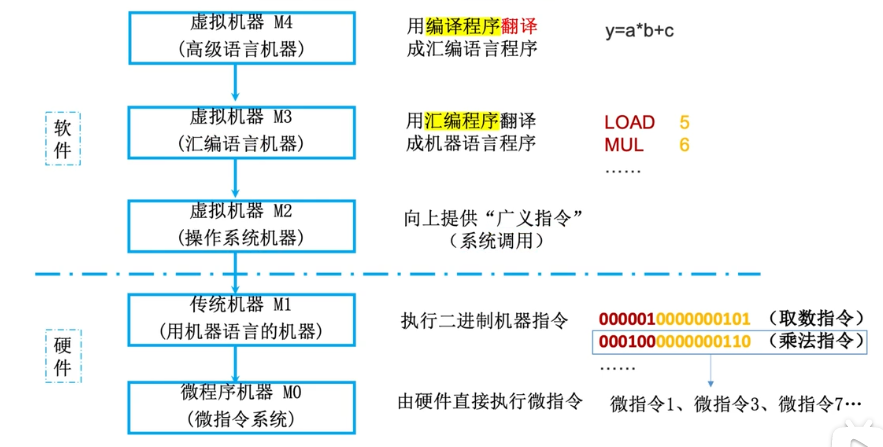 虚拟机器 M4
(高级语言机器)
用编译程序翻译
成汇编语言程序
y=a*b+c
软
件
虚拟机器 M3
(汇编语言机器)
用汇编程序翻译
成机器语言程序
LOAD 5
MUL 6
……
虚拟机器 M2
(操作系统机器)
向上提供“广义指令”
(系统调用)
硬
件
传统机器 M1
(用机器语言的机器)
执行二进制机器指令
0000010000000101 (取数指令)
0001000000000110 (乘法指令)
……
微程序机器 M0
(微指令系统)
由硬件直接执行微指令
微指令1、微指令3、微指令7…